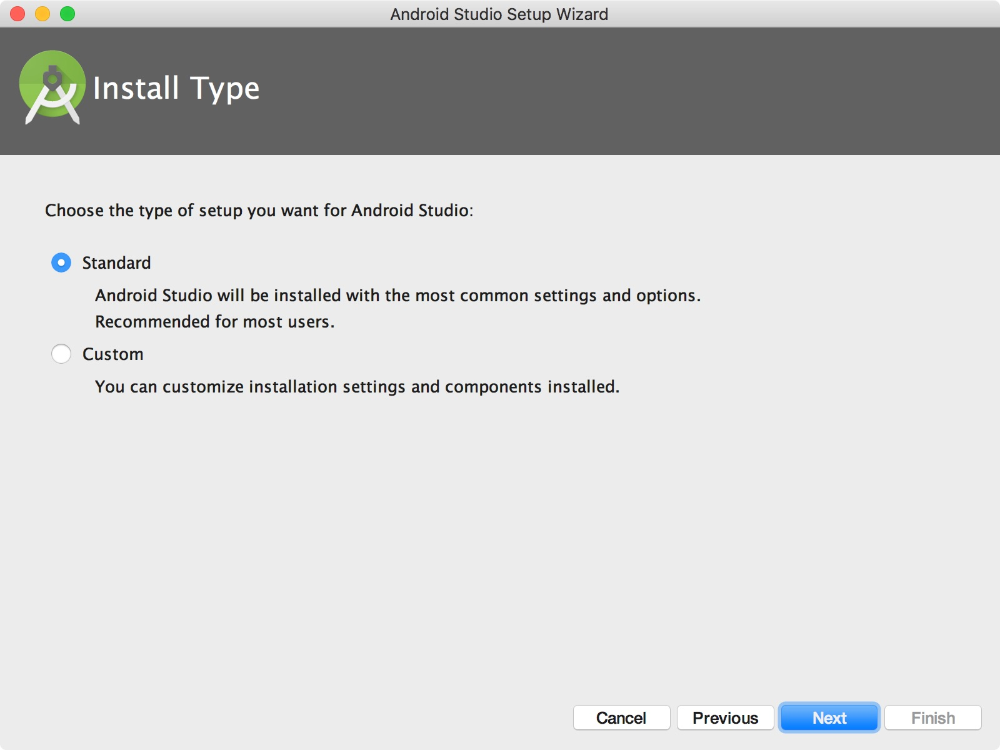 Android Studio Setup Wizard
Install Type
Choose the type of setup you want for Android Studio:
Standard
Android Studio will be installed with the most common settings and options.
Recommended for most users.
Custom
You can customize installation settings and components installed.
Cancel Previous Next Finish